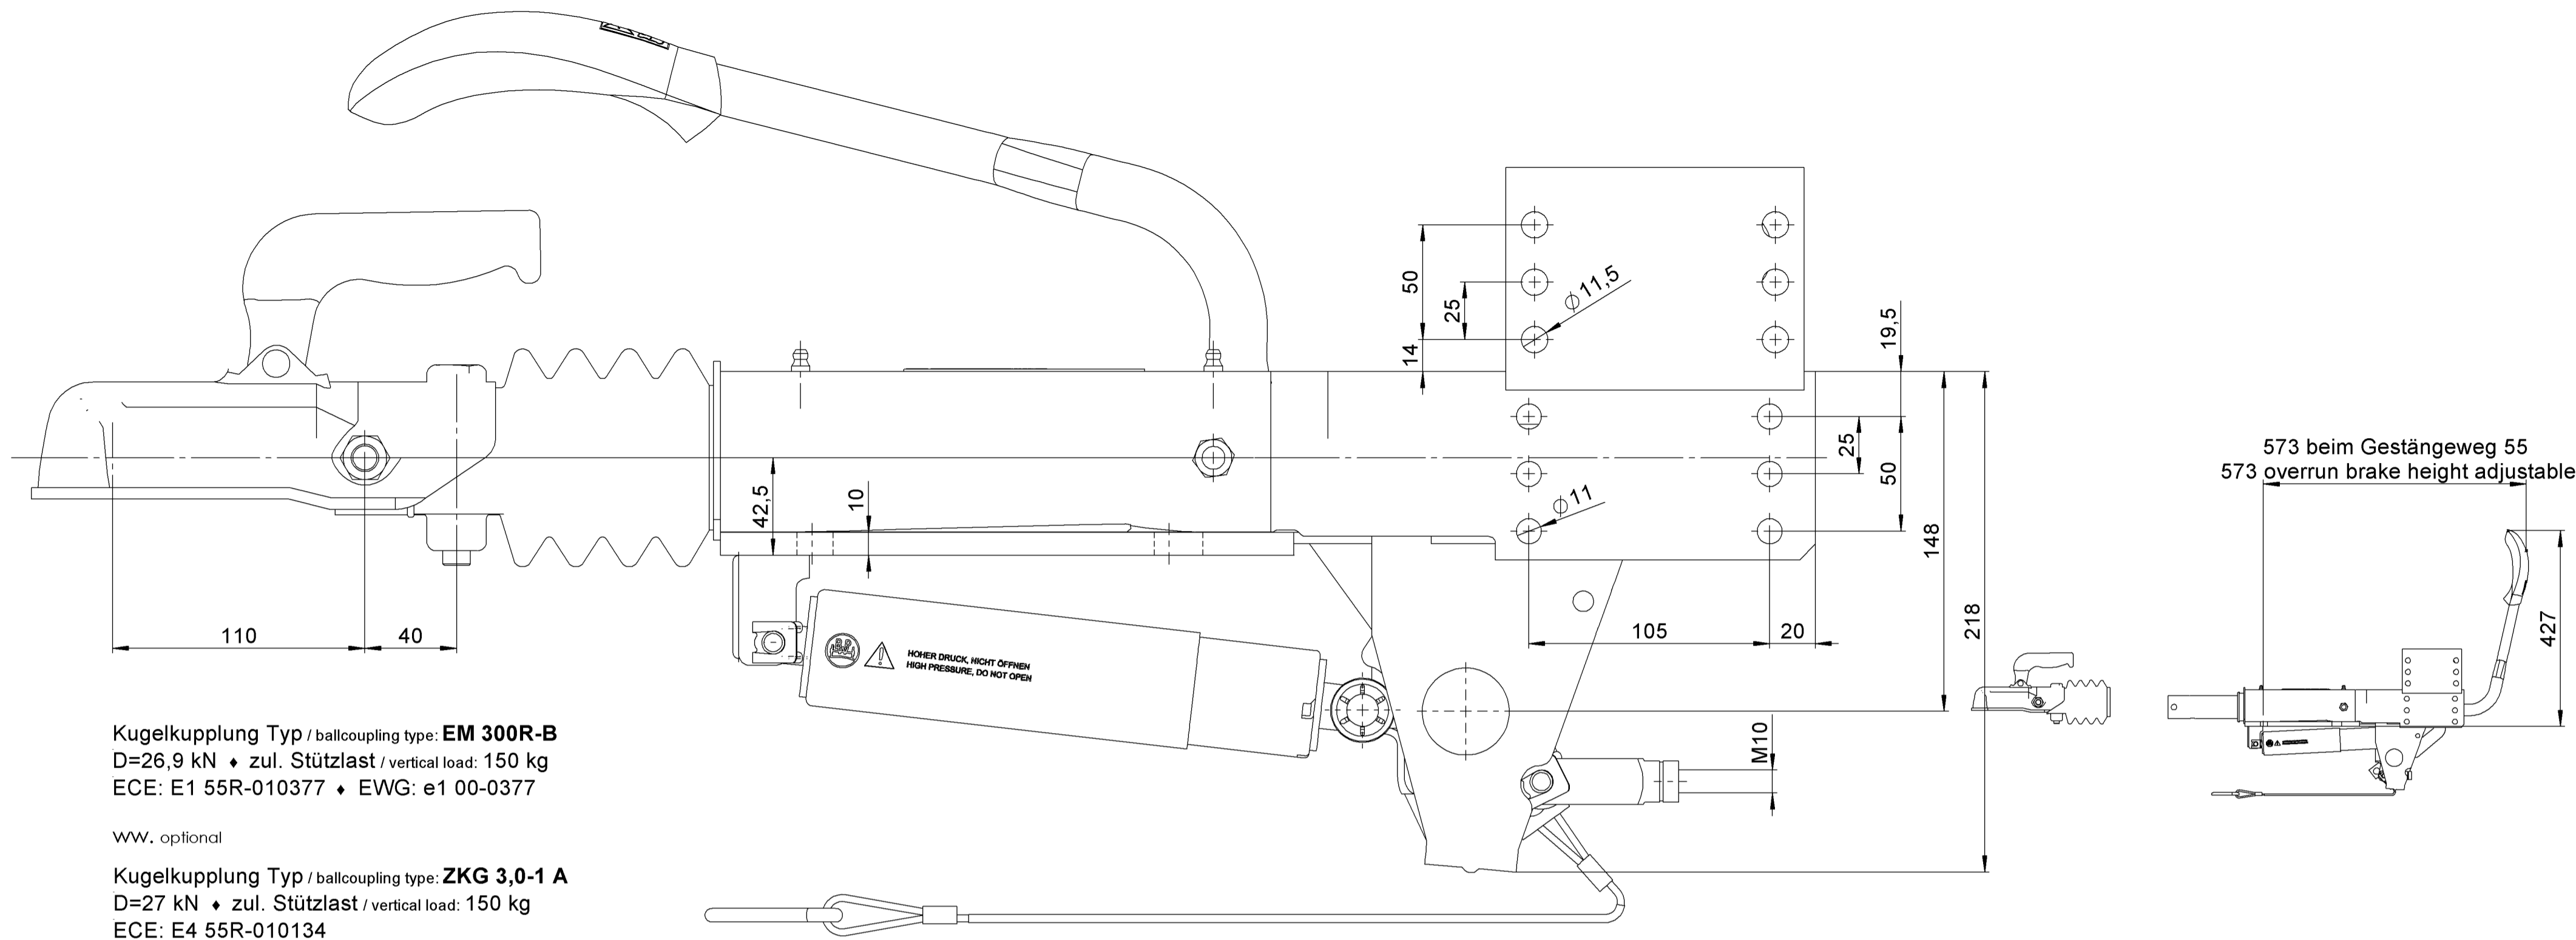 50
25
14
⌀ 11,5
19,5
25
50
⌀ 11
42,5
10
148
218
110
40
105
20
HOHER DRUCK, NICHT ÖFFNEN
HIGH PRESSURE, DO NOT OPEN
M10
573 beim Gestängeweg 55
573 overrun brake height adjustable
427
Kugelkupplung Typ / ballcoupling type: EM 300R-B
D=26,9 kN ♦ zul. Stützlast / vertical load: 150 kg
ECE: E1 55R-010377 ♦ EWG: e1 00-0377
ww. optional
Kugelkupplung Typ / ballcoupling type: ZKG 3,0-1 A
D=27 kN ♦ zul. Stützlast / vertical load: 150 kg
ECE: E4 55R-010134